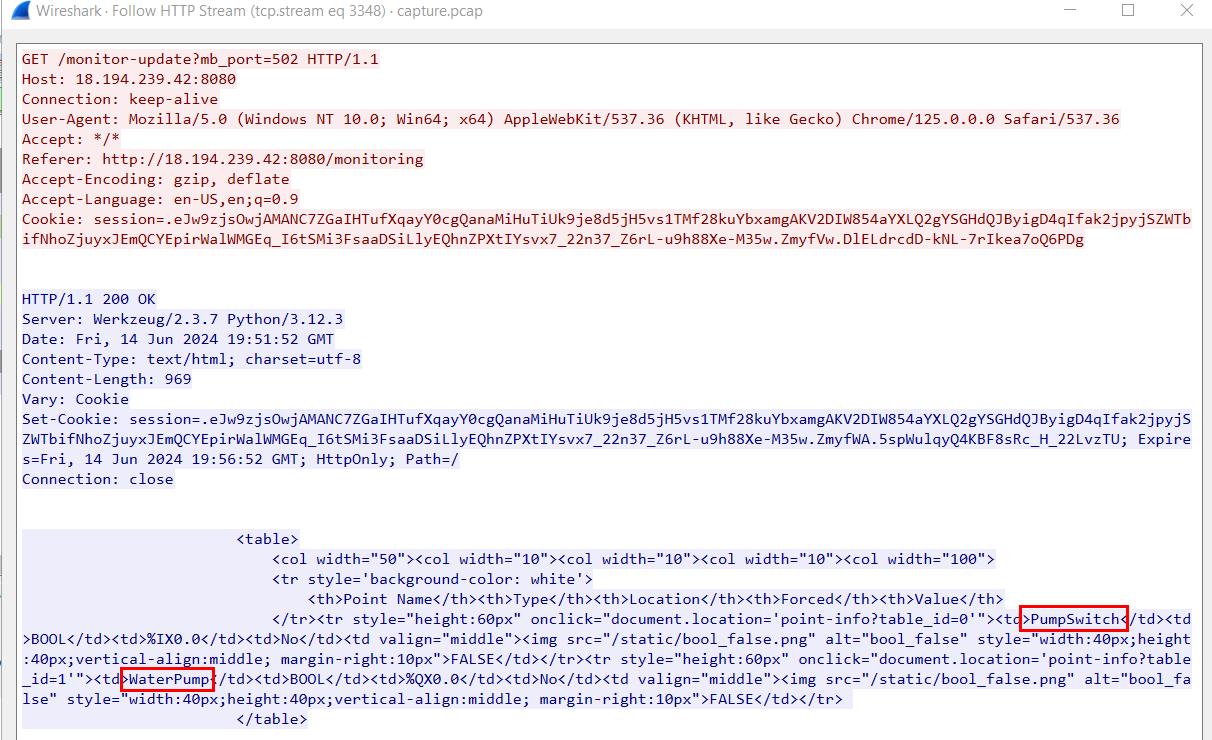 Wireshark · Follow HTTP Stream (tcp.stream eq 3348) · capture.pcap
GET /monitor-update?mb_port=502 HTTP/1.1
Host: 18.194.239.42:8080
Connection: keep-alive
User-Agent: Mozilla/5.0 (Windows NT 10.0; Win64; x64) AppleWebKit/537.36 (KHTML, like Gecko) Chrome/125.0.0.0 Safari/537.36
Accept: */*
Referer: http://18.194.239.42:8080/monitoring
Accept-Encoding: gzip, deflate
Accept-Language: en-US,en;q=0.9
Cookie: session=.eJw9zjsOwjAMANC7ZGaIHTufXqayY0cgQanaMiHuTiUk9je8d5jH5vs1TMf28kuYbxamgAKV2DIW854aYXLQ2gYSGHdQJByigD4qIfak2jpyjSZWTb
ifNhoZjuyxJEmQCYEpirWalWMGEq_I6tSMi3FsaaDSiLlyEQhnZPXtIYsvx7_22n37_Z6rL-u9h88Xe-M35w.ZmyfVw.DlELdrcdD-kNL-7rIkea7oQ6PDg
HTTP/1.1 200 OK
Server: Werkzeug/2.3.7 Python/3.12.3
Date: Fri, 14 Jun 2024 19:51:52 GMT
Content-Type: text/html; charset=utf-8
Content-Length: 969
Vary: Cookie
Set-Cookie: session=.eJw9zjsOwjAMANC7ZGaIHTufXqayY0cgQanaMiHuTiUk9je8d5jH5vs1TMf28kuYbxamgAKV2DIW854aYXLQ2gYSGHdQJByigD4qIfak2jpyjS
ZWTbifNhoZjuyxJEmQCYEpirWalWMGEq_I6tSMi3FsaaDSiLlyEQhnZPXtIYsvx7_22n37_Z6rL-u9h88Xe-M35w.ZmyfWA.5spWulqyQ4KBF8sRc_H_22LvzTU; Expire
s=Fri, 14 Jun 2024 19:56:52 GMT; HttpOnly; Path=/
Connection: close
<table>
<col width="50"><col width="10"><col width="10"><col width="10"><col width="100">
<tr style='background-color: white'>
<th>Point Name</th><th>Type</th><th>Location</th><th>Forced</th><th>Value</th>
</tr><tr style="height:60px" onclick="document.location='point-info?table_id=0'"><td>PumpSwitch</td><td
>BOOL</td><td>%IX0.0</td><td>No</td><td valign="middle"><img src="/static/bool_false.png" alt="bool_false" style="width:40px;height
:40px;vertical-align:middle; margin-right:10px">FALSE</td></tr><tr style="height:60px" onclick="document.location='point-info?table
_id=1'"><td>WaterPump</td><td>BOOL</td><td>%QX0.0</td><td>No</td><td valign="middle"><img src="/static/bool_false.png" alt="bool_fa
lse" style="width:40px;height:40px;vertical-align:middle; margin-right:10px">FALSE</td></tr>
</table>